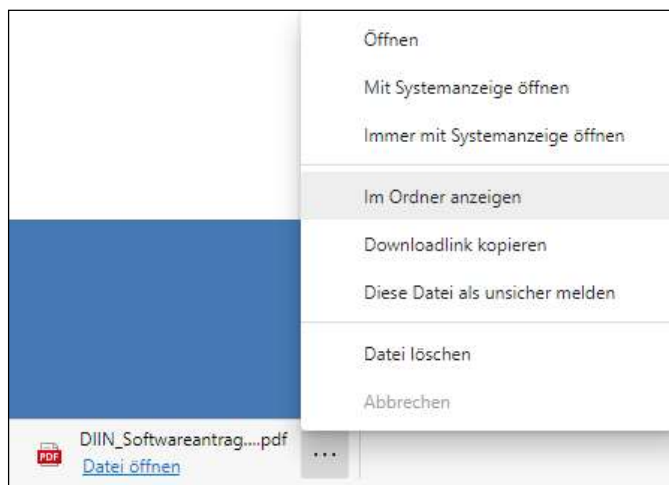 Öffnen
Mit Systemanzeige öffnen
Immer mit Systemanzeige öffnen
Im Ordner anzeigen
Downloadlink kopieren
Diese Datei als unsicher melden
Datei löschen
Abbrechen
PDF
DIIN_Softwareantrag....pdf
Datei öffnen
...